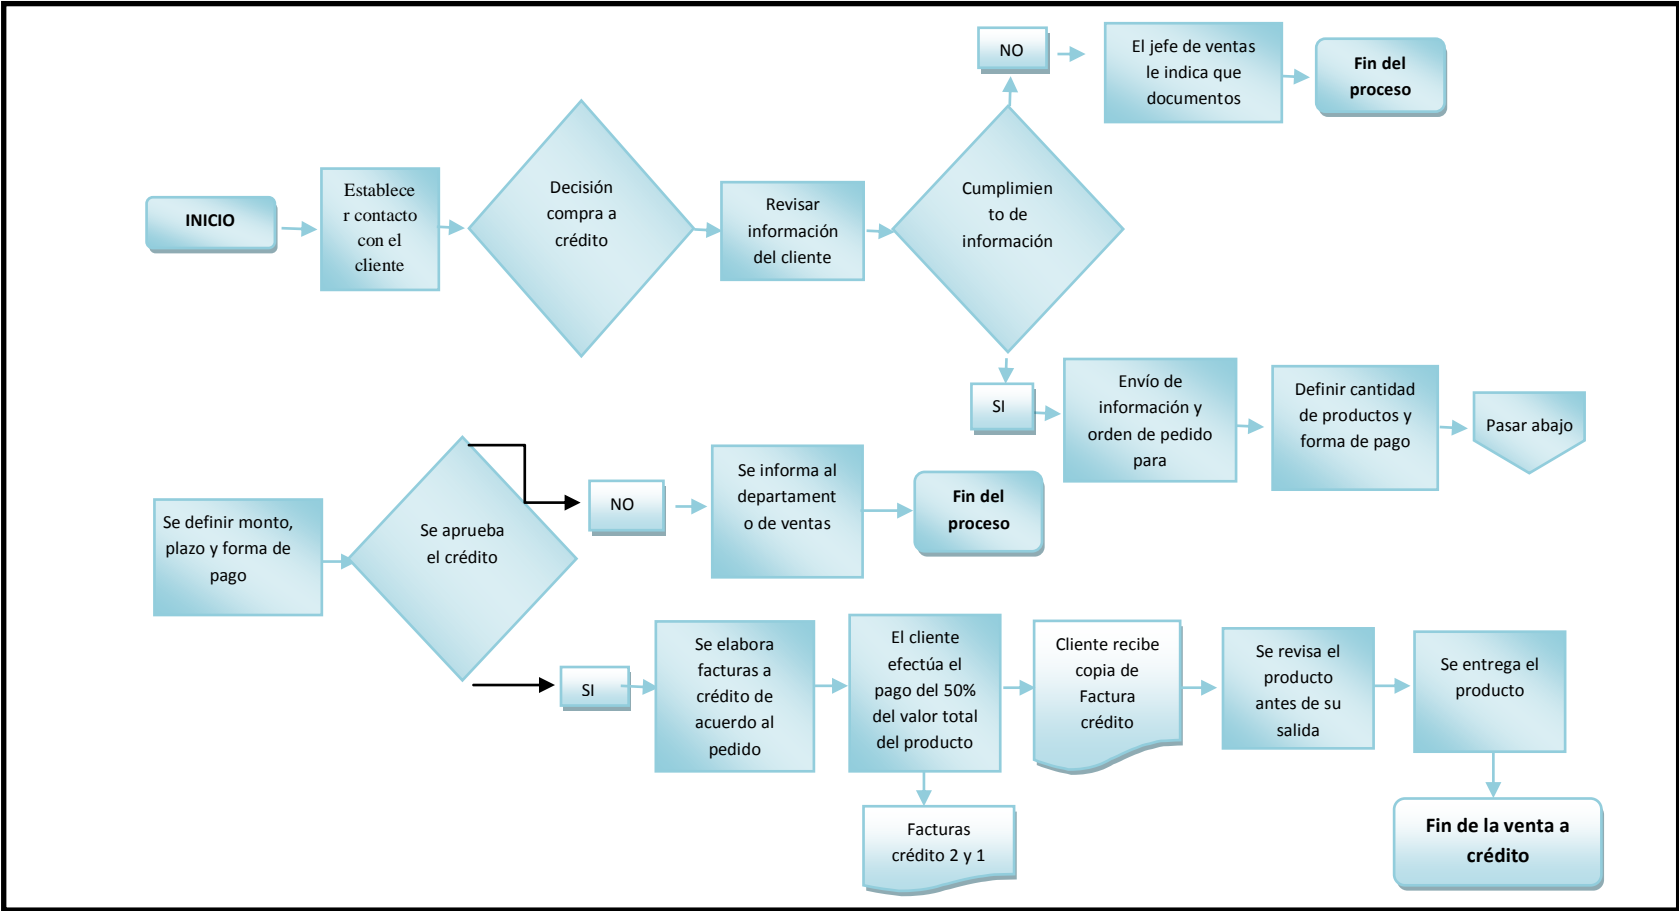 INICIO
Establece
r contacto
con el
cliente
Decisión
compra a
crédito
Revisar
información
del cliente
Cumplimien
to de
información
NO
El jefe de ventas
le indica que
documentos
Fin del
proceso
SI
Envío de
información y
orden de pedido
para
Definir cantidad
de productos y
forma de pago
Pasar abajo
Se definir monto,
plazo y forma de
pago
Se aprueba
el crédito
NO
Se informa al
departament
o de ventas
Fin del
proceso
SI
Se elabora
facturas a
crédito de
acuerdo al
pedido
El cliente
efectúa el
pago del 50%
del valor total
del producto
Facturas
crédito 2 y 1
Cliente recibe
copia de
Factura
crédito
Se revisa el
producto
antes de su
salida
Se entrega el
producto
Fin de la venta a
crédito